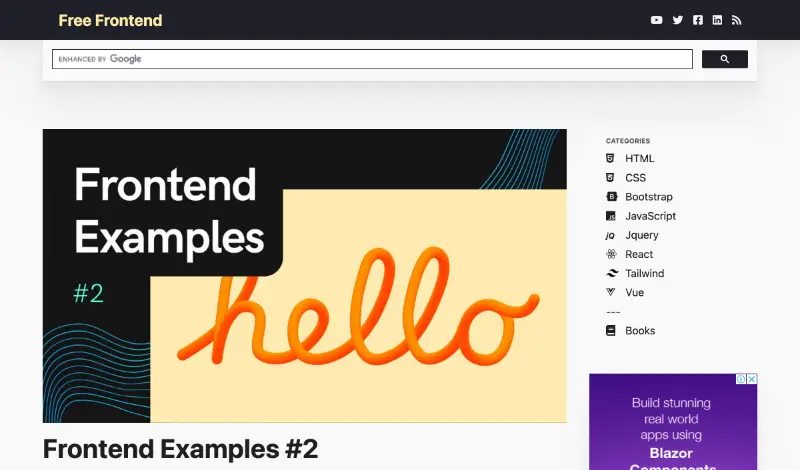 Free Frontend
ENHANCED BY Google
Frontend
Examples
#2
hello
Frontend Examples #2
CATEGORIES
HTML
CSS
Bootstrap
JavaScript
Jquery
React
Tailwind
Vue
---
Books
Build stunning
real world
apps using
Blazor
Components